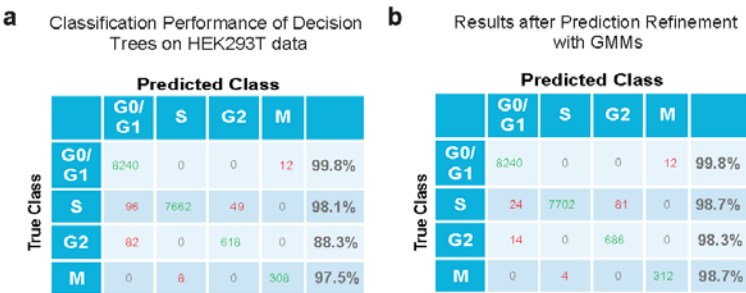 a
Classification Performance of Decision
Trees on HEK293T data
Predicted Class
G0/
G1
S
G2
M
True Class
G0/
G1
8240
0
0
12
99.8%
S
96
7662
49
0
98.1%
G2
82
0
618
0
88.3%
M
0
8
0
308
97.5%
b
Results after Prediction Refinement
with GMMs
Predicted Class
G0/
G1
S
G2
M
True Class
G0/
G1
8240
0
0
12
99.8%
S
24
7702
81
0
98.7%
G2
14
0
686
0
98.3%
M
0
4
0
312
98.7%